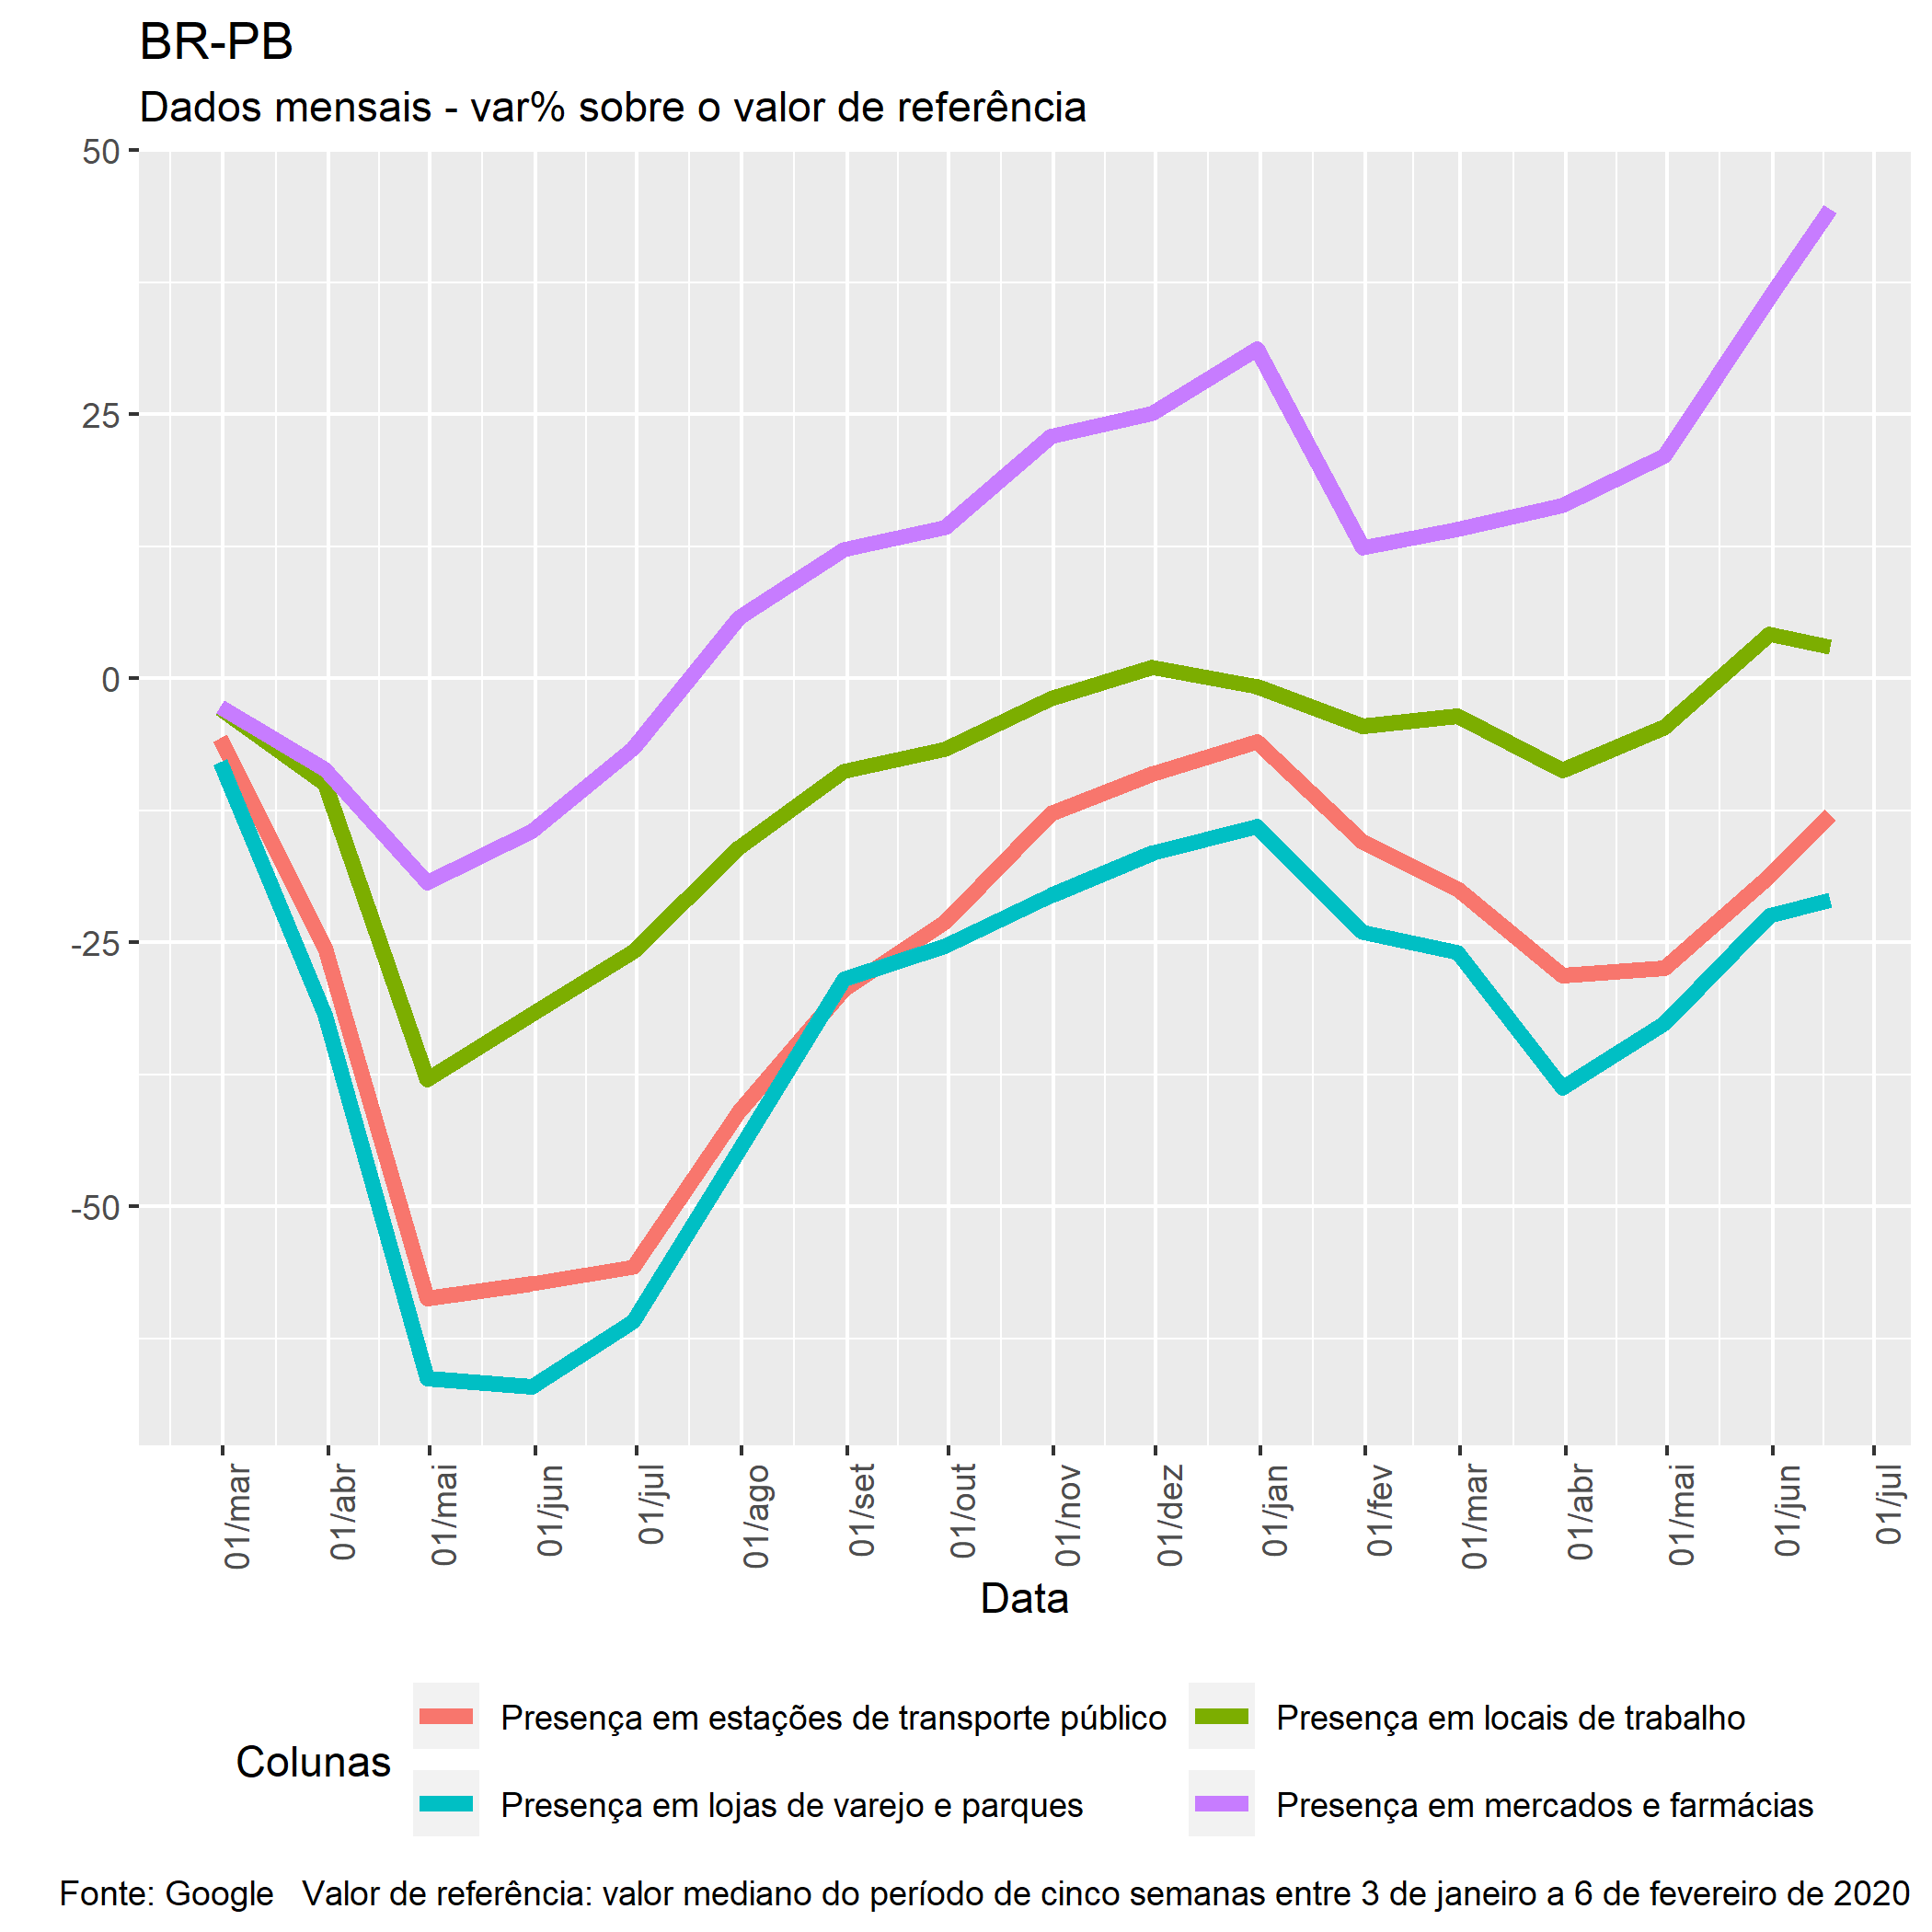 BR-PB
Dados mensais - var% sobre o valor de referência
50
25
0
-25
-50
01/mar
01/abr
01/mai
01/jun
01/jul
01/ago
01/set
01/out
01/nov
01/dez
01/jan
01/fev
01/mar
01/abr
01/mai
01/jun
01/jul
Data
Colunas
Presença em estações de transporte público
Presença em locais de trabalho
Presença em lojas de varejo e parques
Presença em mercados e farmácias
Fonte: Google   Valor de referência: valor mediano do período de cinco semanas entre 3 de janeiro a 6 de fevereiro de 2020